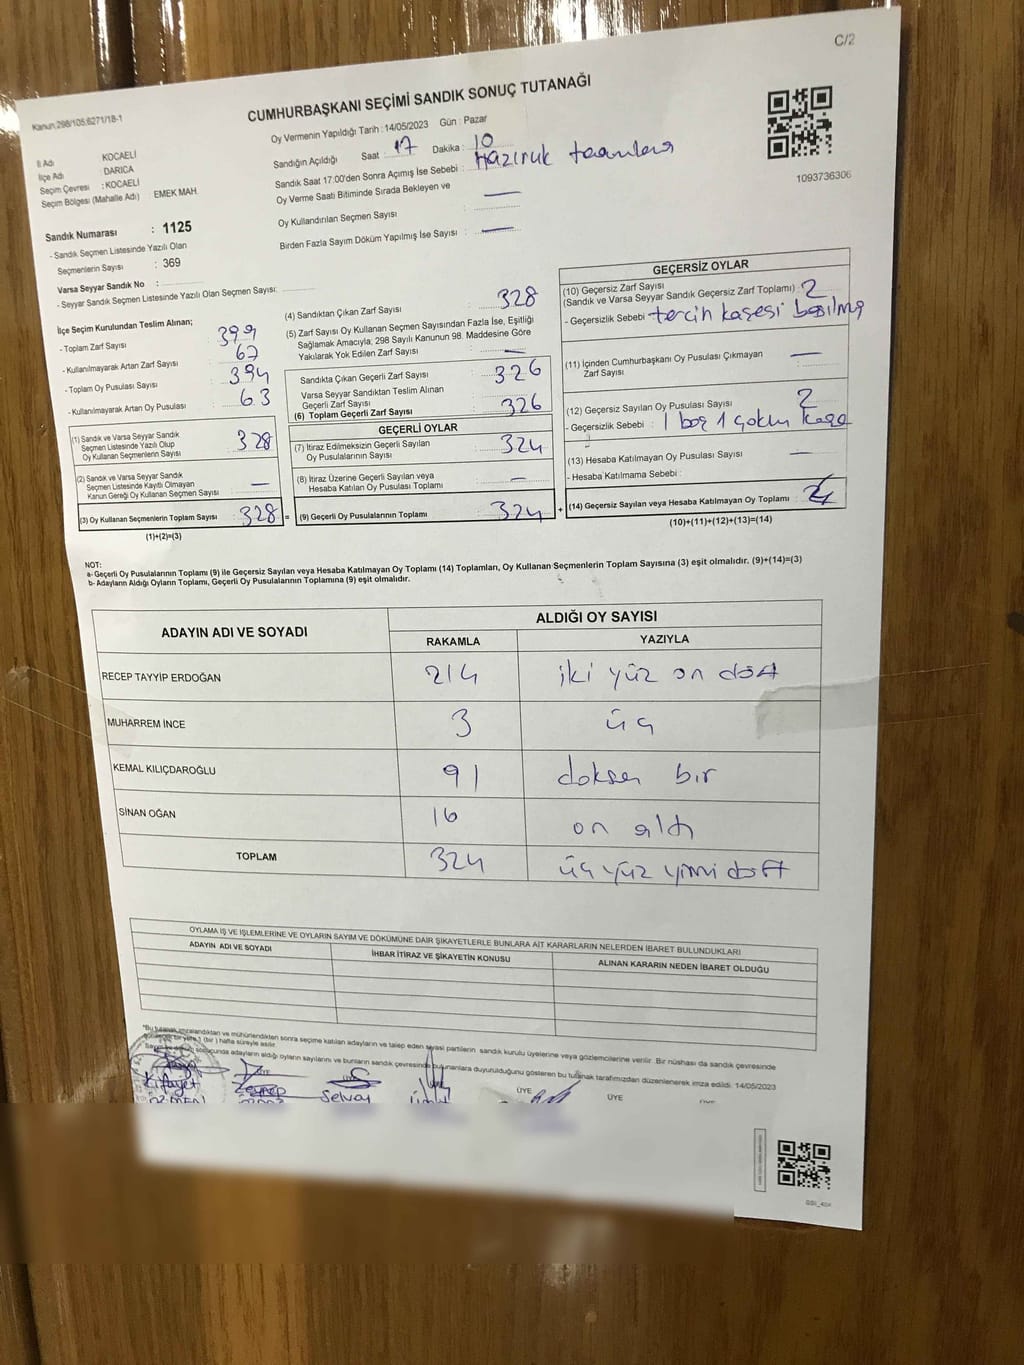 C/2
Kanun:298/105;6271/18-1
CUMHURBAŞKANI SEÇİMİ SANDIK SONUÇ TUTANAĞI
Oy Vermenin Yapıldığı Tarih : 14/05/2023 Gün : Pazar
İl Adı KOCAELİ
İlçe Adı DARICA
Seçim Çevresi : KOCAELİ
Seçim Bölgesi (Mahalle Adı) EMEK MAH.
Sandığın Açıldığı Saat : 17 Dakika : 10
Sandık Saat 17:00'den Sonra Açımış İse Sebebi : Hazırlık
Oy Verme Saati Bitiminde Sırada Bekleyen ve
Oy Kullandırılan Seçmen Sayısı : —
Birden Fazla Sayım Döküm Yapılmış İse Sayısı : —
1093736306
Sandık Numarası : 1125
- Sandık Seçmen Listesinde Yazılı Olan
Seçmenlerin Sayısı : 369
Varsa Seyyar Sandık No :
- Seyyar Sandık Seçmen Listesinde Yazılı Olan Seçmen Sayısı:
İlçe Seçim Kurulundan Teslim Alınan;
- Toplam Zarf Sayısı : 399
- Kullanılmayarak Artan Zarf Sayısı :
- Toplam Oy Pusulası Sayısı : 394
- Kullanılmayarak Artan Oy Pusulası : 63
(1) Sandık ve Varsa Seyyar Sandık
Seçmen Listesinde Yazılı Olup
Oy Kullanan Seçmenlerin Sayısı : 328
(2) Sandık ve Varsa Seyyar Sandık
Seçmen Listesinde Kayıtlı Olmayan
Kanun Gereği Oy Kullanan Seçmen Sayısı : —
(3) Oy Kullanan Seçmenlerin Toplam Sayısı : 328 =
(1)+(2)=(3)
(4) Sandıktan Çıkan Zarf Sayısı : 328
(5) Zarf Sayısı Oy Kullanan Seçmen Sayısından Fazla İse, Eşitliği
Sağlamak Amacıyla; 298 Sayılı Kanunun 98. Maddesine Göre
Yakılarak Yok Edilen Zarf Sayısı : —
Sandıkta Çıkan Geçerli Zarf Sayısı : 326
Varsa Seyyar Sandıktan Teslim Alınan
Geçerli Zarf Sayısı :
(6) Toplam Geçerli Zarf Sayısı : 326
GEÇERLİ OYLAR
(7) İtiraz Edilmeksizin Geçerli Sayılan
Oy Pusulalarının Sayısı : 324
(8) İtiraz Üzerine Geçerli Sayılan veya
Hesaba Katılan Oy Pusulası Toplamı : —
(9) Geçerli Oy Pusulalarının Toplamı : 324 +
GEÇERSİZ OYLAR
(10) Geçersiz Zarf Sayısı
(Sandık ve Varsa Seyyar Sandık Geçersiz Zarf Toplamı) : 2
- Geçersizlik Sebebi : tercih kaşesi basılmış
(11) İçinden Cumhurbaşkanı Oy Pusulası Çıkmayan
Zarf Sayısı : —
(12) Geçersiz Sayılan Oy Pusulası Sayısı : 2
- Geçersizlik Sebebi : 1 boş 1
(13) Hesaba Katılmayan Oy Pusulası Sayısı : —
- Hesaba Katılmama Sebebi :
(14) Geçersiz Sayılan veya Hesaba Katılmayan Oy Toplamı : 4
(10)+(11)+(12)+(13)=(14)
NOT:
a- Geçerli Oy Pusulalarının Toplamı (9) ile Geçersiz Sayılan veya Hesaba Katılmayan Oy Toplamı (14) Toplamları, Oy Kullanan Seçmenlerin Toplam Sayısına (3) eşit olmalıdır. (9)+(14)=(3)
b- Adayların Aldığı Oyların Toplamı, Geçerli Oy Pusulalarının Toplamına (9) eşit olmalıdır.
ADAYIN ADI VE SOYADI ALDIĞI OY SAYISI
RAKAMLA YAZIYLA
RECEP TAYYİP ERDOĞAN 214 iki yüz on dört
MUHARREM İNCE 3 üç
KEMAL KILIÇDAROĞLU 91 doksan bir
SİNAN OĞAN 16 on altı
TOPLAM 324 üç yüz yirmi dört
OYLAMA İŞ VE İŞLEMLERİNE VE OYLARIN SAYIM VE DÖKÜMÜNE DAİR ŞİKAYETLERLE BUNLARA AİT KARARLARIN NELERDEN İBARET BULUNDUKLARI
ADAYIN ADI VE SOYADI İHBAR İTİRAZ VE ŞİKAYETİN KONUSU ALINAN KARARIN NEDEN İBARET OLDUĞU
*Bu tutanak imzalandıktan ve mühürlendikten sonra seçime katılan adayların ve talep eden siyasi partilerin sandık kurulu üyelerine veya gözlemcilerine verilir. Bir nüshası da sandık çevresinde
bir yere 1 (bir) hafta süreyle asılır.
sonucunda adayların aldığı oyların sayılarını ve bunların sandık çevresinde bulunanlara duyurulduğunu gösteren bu tutanak tarafımızdan düzenlenerek imza edildi. 14/05/2023
ÜYE ÜYE ÜYE
Kifayet Zeynep Selvay